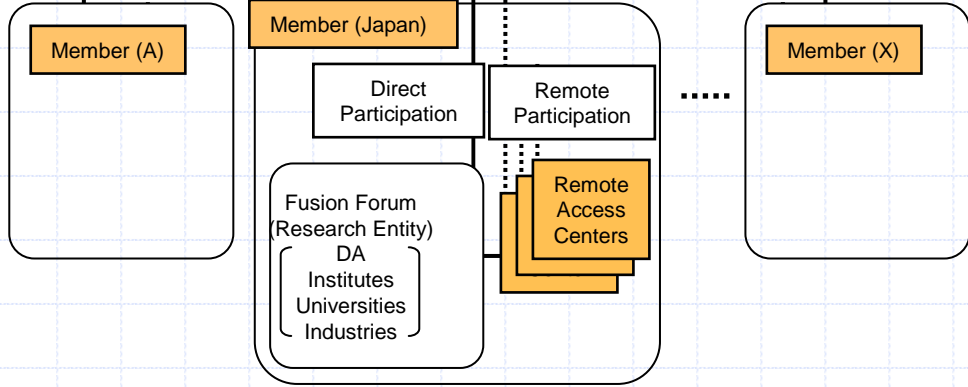 Member (A)
Member (Japan)
Member (X)
Direct
Participation
Remote
Participation
Remote
Access
Centers
Fusion Forum
(Research Entity)
DA
Institutes
Universities
Industries